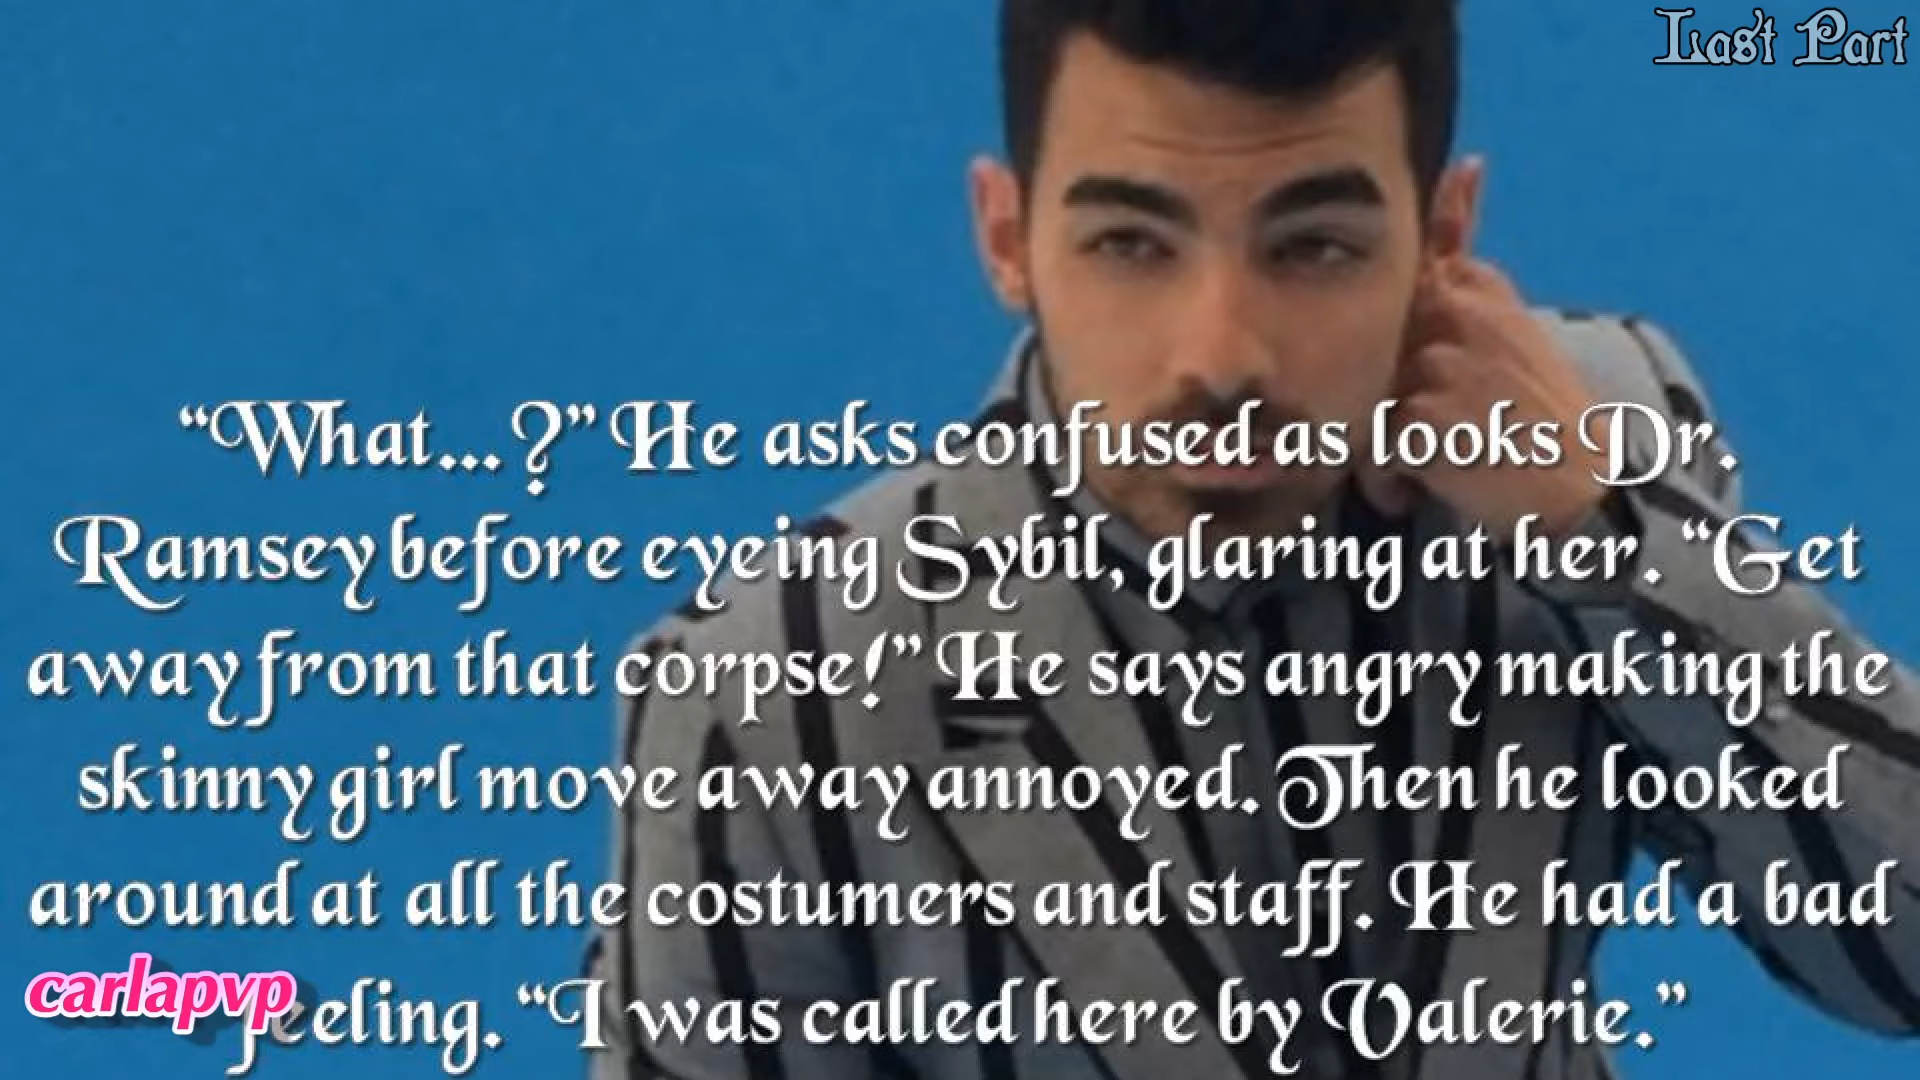 Last Part
“What...?” He asks confused as looks Dr.
Ramsey before eyeing Sybil, glaring at her. “Get
away from that corpse!” He says angry making the
skinny girl move away annoyed. Then he looked
around at all the costumers and staff. He had a bad
feeling. “I was called here by Valerie.”
carlapvp